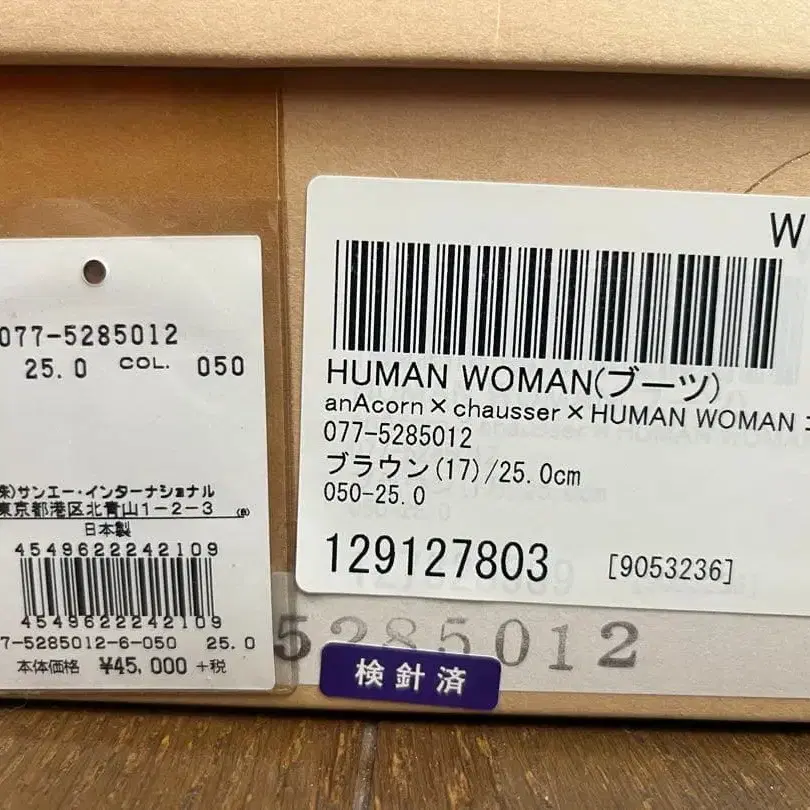 077-5285012
25.0 COL. 050
㈱サンエー・インターナショナル
東京都港区北青山1-2-3
日本製
4549622242109
4549622242109
7-5285012-6-050 25.0
本体価格 ¥45,000 +税
W
HUMAN WOMAN(ブーツ)
anAcorn×chausser×HUMAN WOMAN
077-5285012
ブラウン(17)/25.0cm
050-25.0
129127803 [9053236]
5285012
検針済